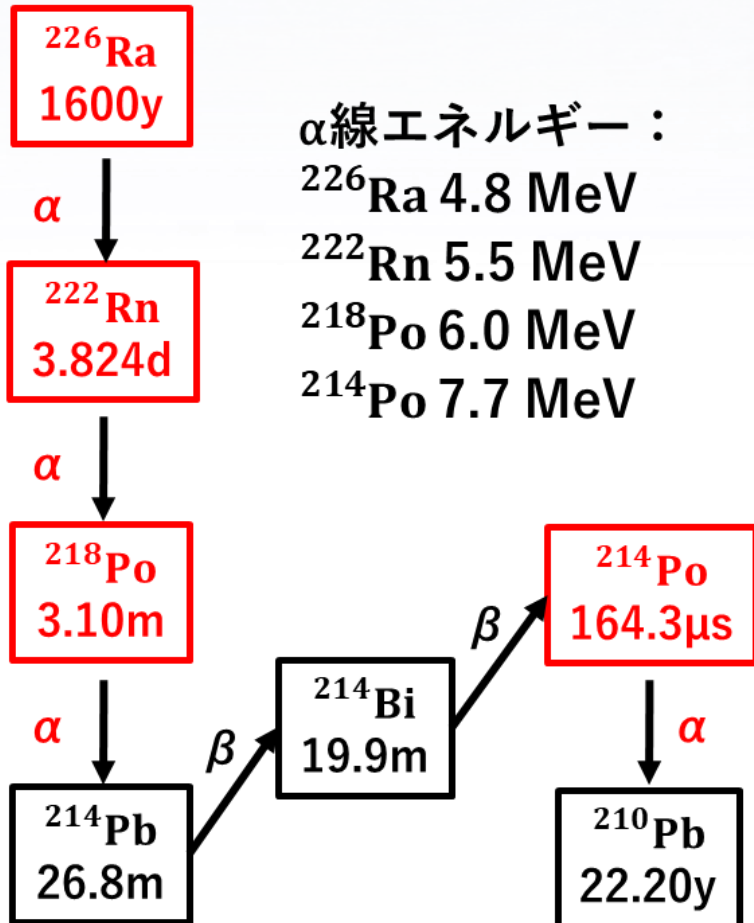 ²²⁶Ra
1600y
α線エネルギー：
²²⁶Ra 4.8 MeV
²²²Rn 5.5 MeV
²¹⁸Po 6.0 MeV
²¹⁴Po 7.7 MeV
α
²²²Rn
3.824d
α
²¹⁸Po
3.10m
α
²¹⁴Pb
26.8m
β
²¹⁴Bi
19.9m
β
²¹⁴Po
164.3μs
α
²¹⁰Pb
22.20y